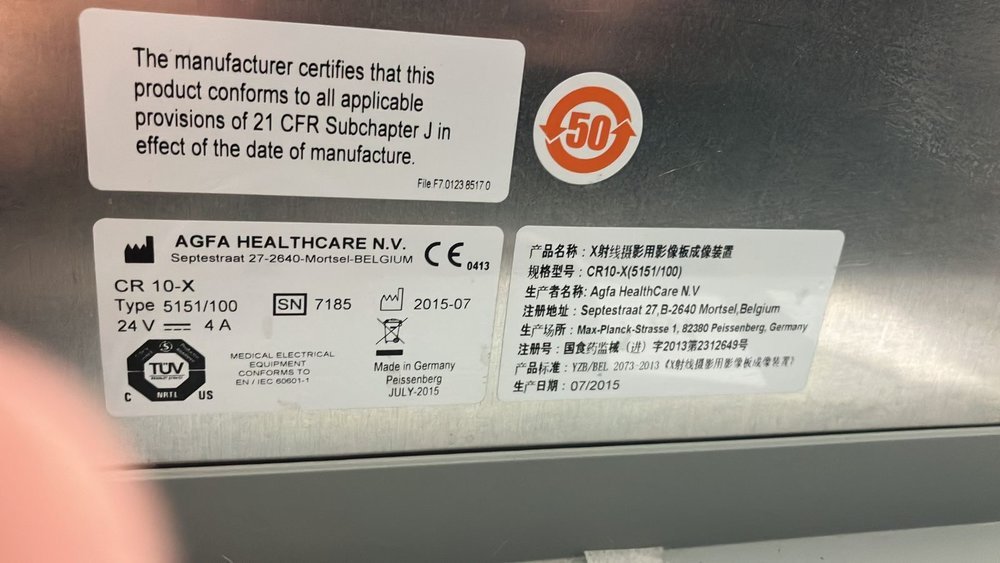 The manufacturer certifies that this
product conforms to all applicable
provisions of 21 CFR Subchapter J in
effect of the date of manufacture.
File F7.0123 8517 0
50
AGFA HEALTHCARE N.V.
Septestraat 27-2640-Mortsel-BELGIUM
CE 0413
CR 10-X
Type 5151/100
24 V 4 A
SN 7185
2015-07
TÜV
NRTL
C US
MEDICAL ELECTRICAL
EQUIPMENT
CONFORMS TO
EN / IEC 60601-1
Made in Germany
Peissenberg
JULY-2015
产品名称：X射线摄影用影像板成像装置
规格型号：CR10-X(5151/100)
生产者名称: Agfa HealthCare N.V
注册地址：Septestraat 27,B-2640 Mortsel,Belgium
生产场所：Max-Planck-Strasse 1, 82380 Peissenberg, Germany
注册号：国食药监械（进）字2013第2312649号
产品标准：YZB/BEL 2073-2013《X射线摄影用影像板成像装置》
生产日期：07/2015